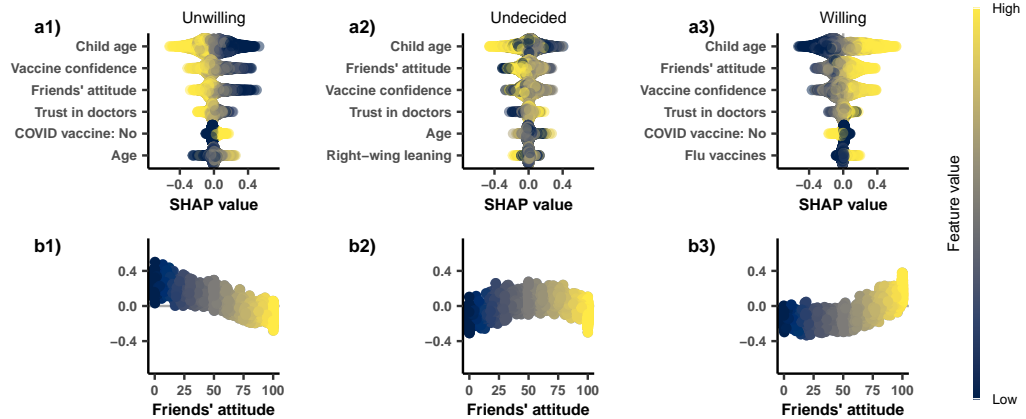 Unwilling
Undecided
Willing
High
a1)
a2)
a3)
Child age
Vaccine confidence
Friends' attitude
Trust in doctors
COVID vaccine: No
Age
−0.4 0.0 0.4
SHAP value
Child age
Friends' attitude
Vaccine confidence
Trust in doctors
Age
Right−wing leaning
−0.4 0.0 0.4
SHAP value
Child age
Friends' attitude
Vaccine confidence
Trust in doctors
COVID vaccine: No
Flu vaccines
−0.4 0.0 0.4
SHAP value
Feature value
b1)
0.4
0.0
−0.4
0 25 50 75 100
Friends' attitude
b2)
0.4
0.0
−0.4
0 25 50 75 100
Friends' attitude
b3)
0.4
0.0
−0.4
0 25 50 75 100
Friends' attitude
Low